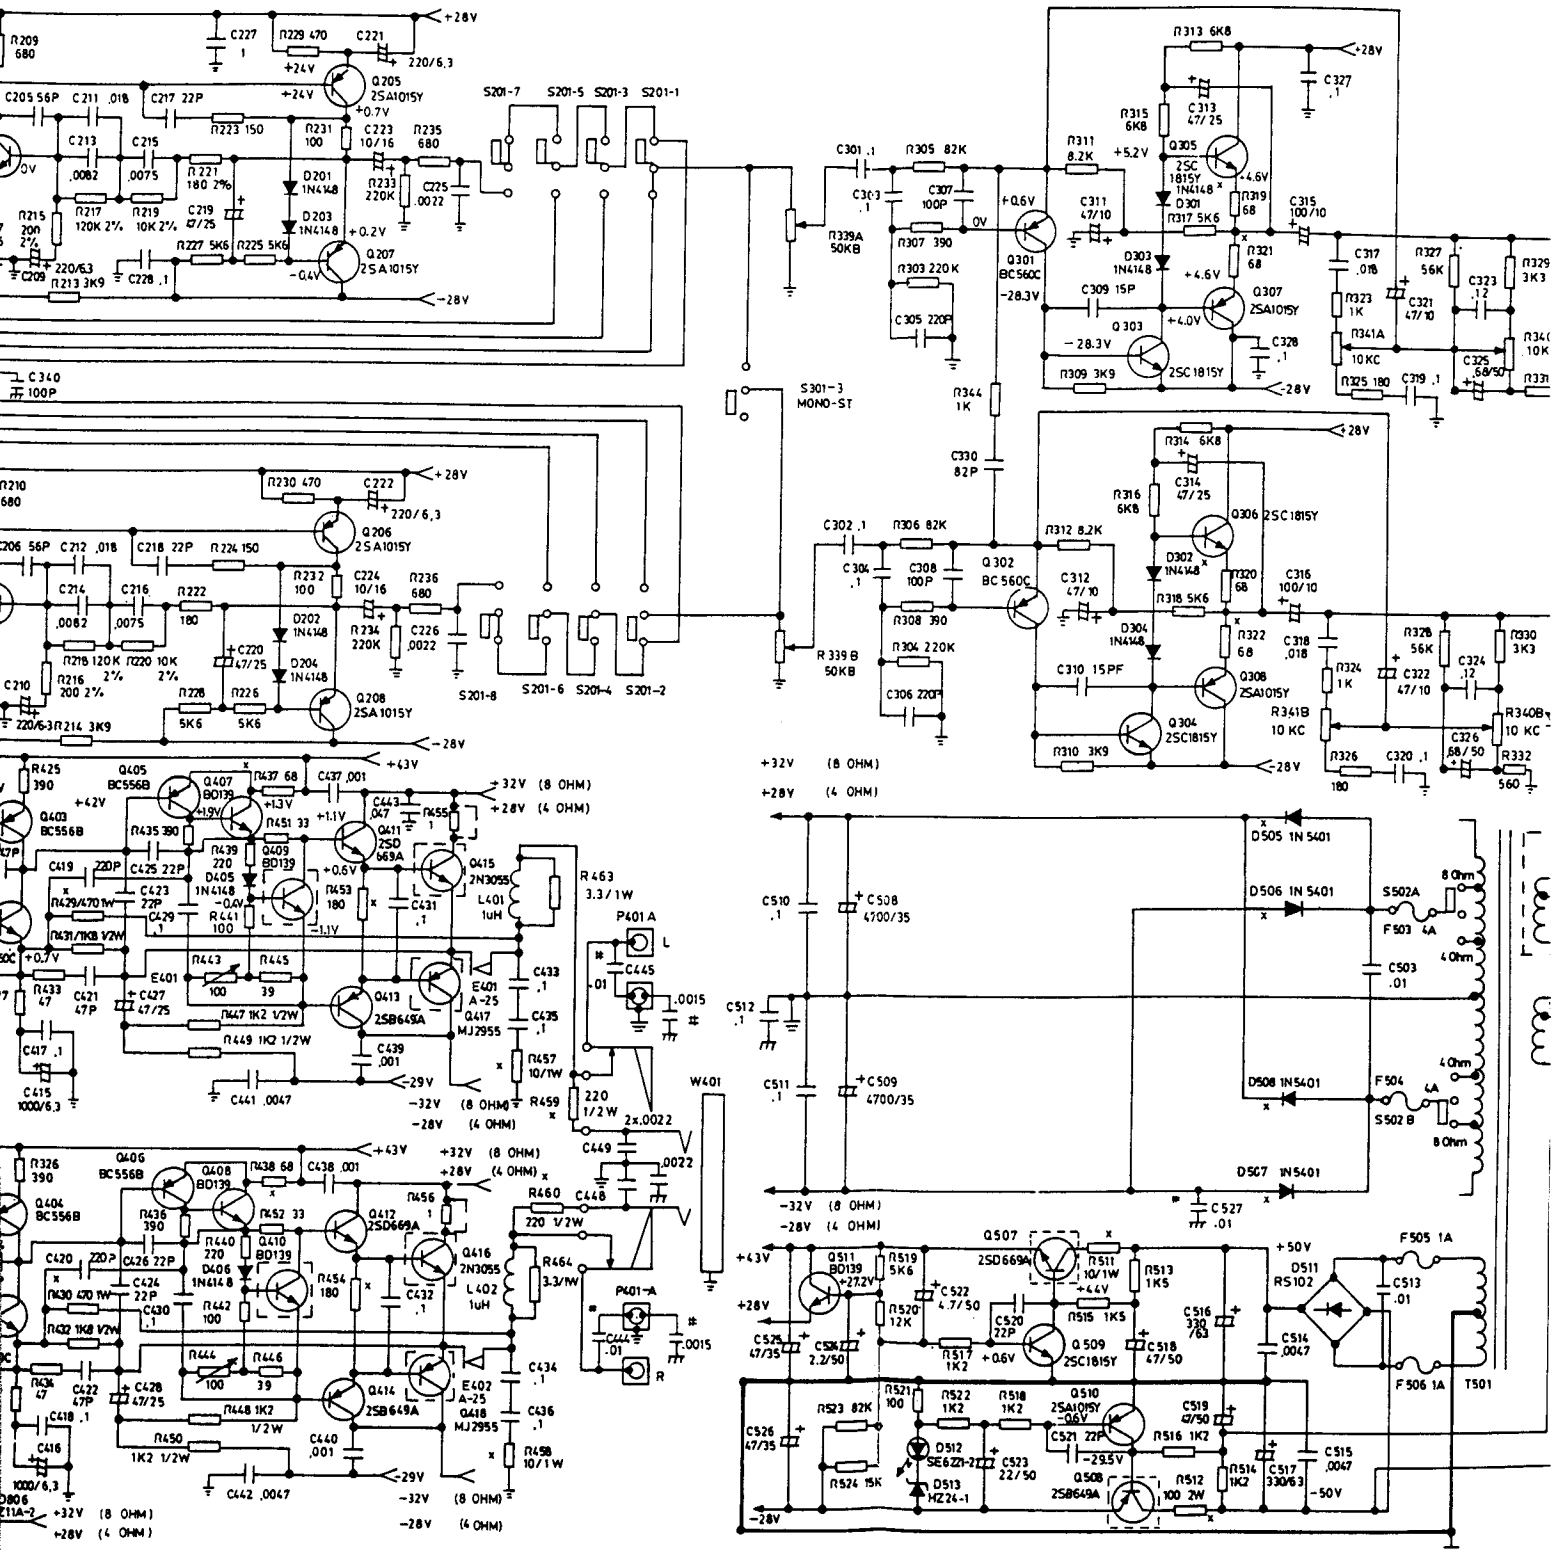 +28V
R209
680
C227
1
R229 470
C221
220/6,3
+24V
+24V
Q205
2SA1015Y
+0.7V
C205 56P
C211 .018
C217 22P
R223 150
R231
100
C223
10/16
R235
680
C213
.0082
C215
.0075
0V
R221
180 2%
D201
1N4148
R233
220K
C225
.0022
R215
200
2%
R217
120K 2%
R219
10K 2%
C219
47/25
D203
1N4148
+0.2V
R227 5K6
R225 5K6
-0.4V
Q207
2SA1015Y
C209
220/6.3
R213 3K9
C228 .1
-28V
S201-7
S201-5
S201-3
S201-1
R339A
50KB
C301 .1
R305 82K
C303
.1
C307
100P
R307 390
R303 220K
C305 220P
+0.6V
0V
Q301
BC560C
-28.3V
R311
8.2K
C311
47/10
R313 6K8
+28V
C327
.1
R315
6K8
C313
47/25
+5.2V
Q305
2SC
1815Y
1N4148
D301
x
+4.6V
R319
68
R317 5K6
x
R321
68
C315
100/10
D303
1N4148
+4.6V
C309 15P
Q307
2SA1015Y
+4.0V
Q303
-28.3V
2SC1815Y
R309 3K9
C328
.1
-28V
C317
.018
R323
1K
R341A
10KC
R325 180
C319 .1
C321
47/10
R327
56K
C323
.12
R329
3K3
C325
.68/50
R340
10K
R331
C340
100P
S301-3
MONO-ST
R344
1K
C330
82P
R210
680
R230 470
C222
220/6,3
+28V
Q206
2SA1015Y
C206 56P
C212 .018
C218 22P
R224 150
R232
100
C224
10/16
R236
680
C214
.0082
C216
.0075
R222
180
D202
1N4148
R234
220K
C226
.0022
R218 120K
2%
R220 10K
2%
R216
200 2%
C220
47/25
D204
1N4148
C210
220/6.3
R214 3K9
R228
5K6
R226
5K6
Q208
2SA1015Y
-28V
S201-8
S201-6
S201-4
S201-2
R339B
50KB
C302 .1
R306 82K
C304
.1
C308
100P
R308 390
R304 220K
C306 220P
Q302
BC560C
R312 8.2K
C312
47/10
R314 6K8
+28V
R316
6K8
C314
47/25
Q306 2SC1815Y
D302
1N4148
R320
68
R318 5K6
C316
100/10
D304
1N4148
R322
68
C310 15PF
Q308
2SA1015Y
Q304
2SC1815Y
R310 3K9
-28V
C318
.018
R324
1K
R341B
10 KC
R326
180
C320 .1
C322
47/10
R328
56K
C324
.12
R330
3K3
R340B
10 KC
C326
.68/50
R332
560
+43V
R425
390
Q405
BC556B
+42V
Q403
BC556B
Q407
BD139
+1.9V
x
R437 68
+1.3V
C437 .001
+32V (8 OHM)
+28V (4 OHM)
C443
.047
R455
1
R435 390
R451 33
+1.1V
Q411
2SD
669A
47P
C419
220P
C425 22P
R439
220
Q409
BD139
+0.6V
Q415
2N3055
D405
1N4148
-0.4V
x
R429/470 1W
C423
22P
C429
.1
R441
100
-1.1V
R453
180
x
C431
.1
L401
1uH
R463
3.3/1W
R431/1K8 1/2W
+0.7V
R433
47
C421
47P
E401
R443
100
R445
39
C427
47/25
Q413
2SB649A
E401
A-25
Q417
MJ2955
R447 1K2 1/2W
R449 1K2 1/2W
C439
.001
C417 .1
C415
1000/6,3
C441 .0047
-29V
-32V (8 OHM)
-28V (4 OHM)
C433
.1
C435
.1
x
R457
10/1W
R459
x
220
1/2W
P401 A
L
#
C445
.01
.0015
#
2x.0022
W401
C449
.0022
C448
+43V
R326
390
Q406
BC556B
Q404
BC556B
Q408
BD139
R438 68
x
C438 .001
+32V (8 OHM)
+28V (4 OHM)
x
R436
390
R452 33
Q412
2SD669A
R456
1
R460
220 1/2W
C420
220P
C426 22P
R440
220
Q410
BD139
D406
1N4148
Q416
2N3055
R464
3.3/1W
x
R430 470 1W
C424
22P
C430
.1
R442
100
R454
180
x
C432
.1
L402
1uH
R432 1K8 1/2W
R434
47
C422
47P
R444
100
R446
39
C428
47/25
Q414
2SB649A
E402
A-25
Q418
MJ2955
R448 1K2
1/2W
R450
1K2 1/2W
C440
.001
C418 .1
C416
1000/6,3
C442 .0047
-29V
-32V (8 OHM)
-28V (4 OHM)
C434
.1
C436
.1
x
R458
10/1W
P401-A
#
C444
.01
#
.0015
R
D806
Z11A-2
+32V (8 OHM)
+28V (4 OHM)
+32V (8 OHM)
+28V (4 OHM)
x
D505 1N 5401
D506 1N 5401
x
C510
.1
C508
4700/35
S502A
F503 4A
8 Ohm
4 Ohm
C503
.01
C512
.1
C511
.1
C509
4700/35
D508 1N5401
x
F504
4A
S502 B
4 Ohm
8 Ohm
D507 1N5401
x
-32V (8 OHM)
-28V (4 OHM)
#
C527
.01
+43V
Q511
BD139
+27.2V
R519
5K6
Q507
2SD669A
x
R511
10/1W
+44V
R513
1K5
+50V
D511
RS102
F505 1A
C513
.01
+28V
C522
4.7/50
R520
12K
C520
22P
R515 1K5
C516
330
/63
C525
47/35
C524
2.2/50
R517
1K2
+0.6V
Q509
2SC1815Y
C518
47/50
C514
.0047
F506 1A
T501
R521
100
R522
1K2
R518
1K2
Q510
2SA1015Y
-0.6V
C519
47/50
R523 82K
C526
47/35
D512
SE6221-2
C521 22P
-29.5V
R516 1K2
C515
.0047
R524 15K
D513
HZ24-1
C523
22/50
Q508
2SB649A
R512
100 2W
x
R514
1K2
C517
330/63
-50V
-28V